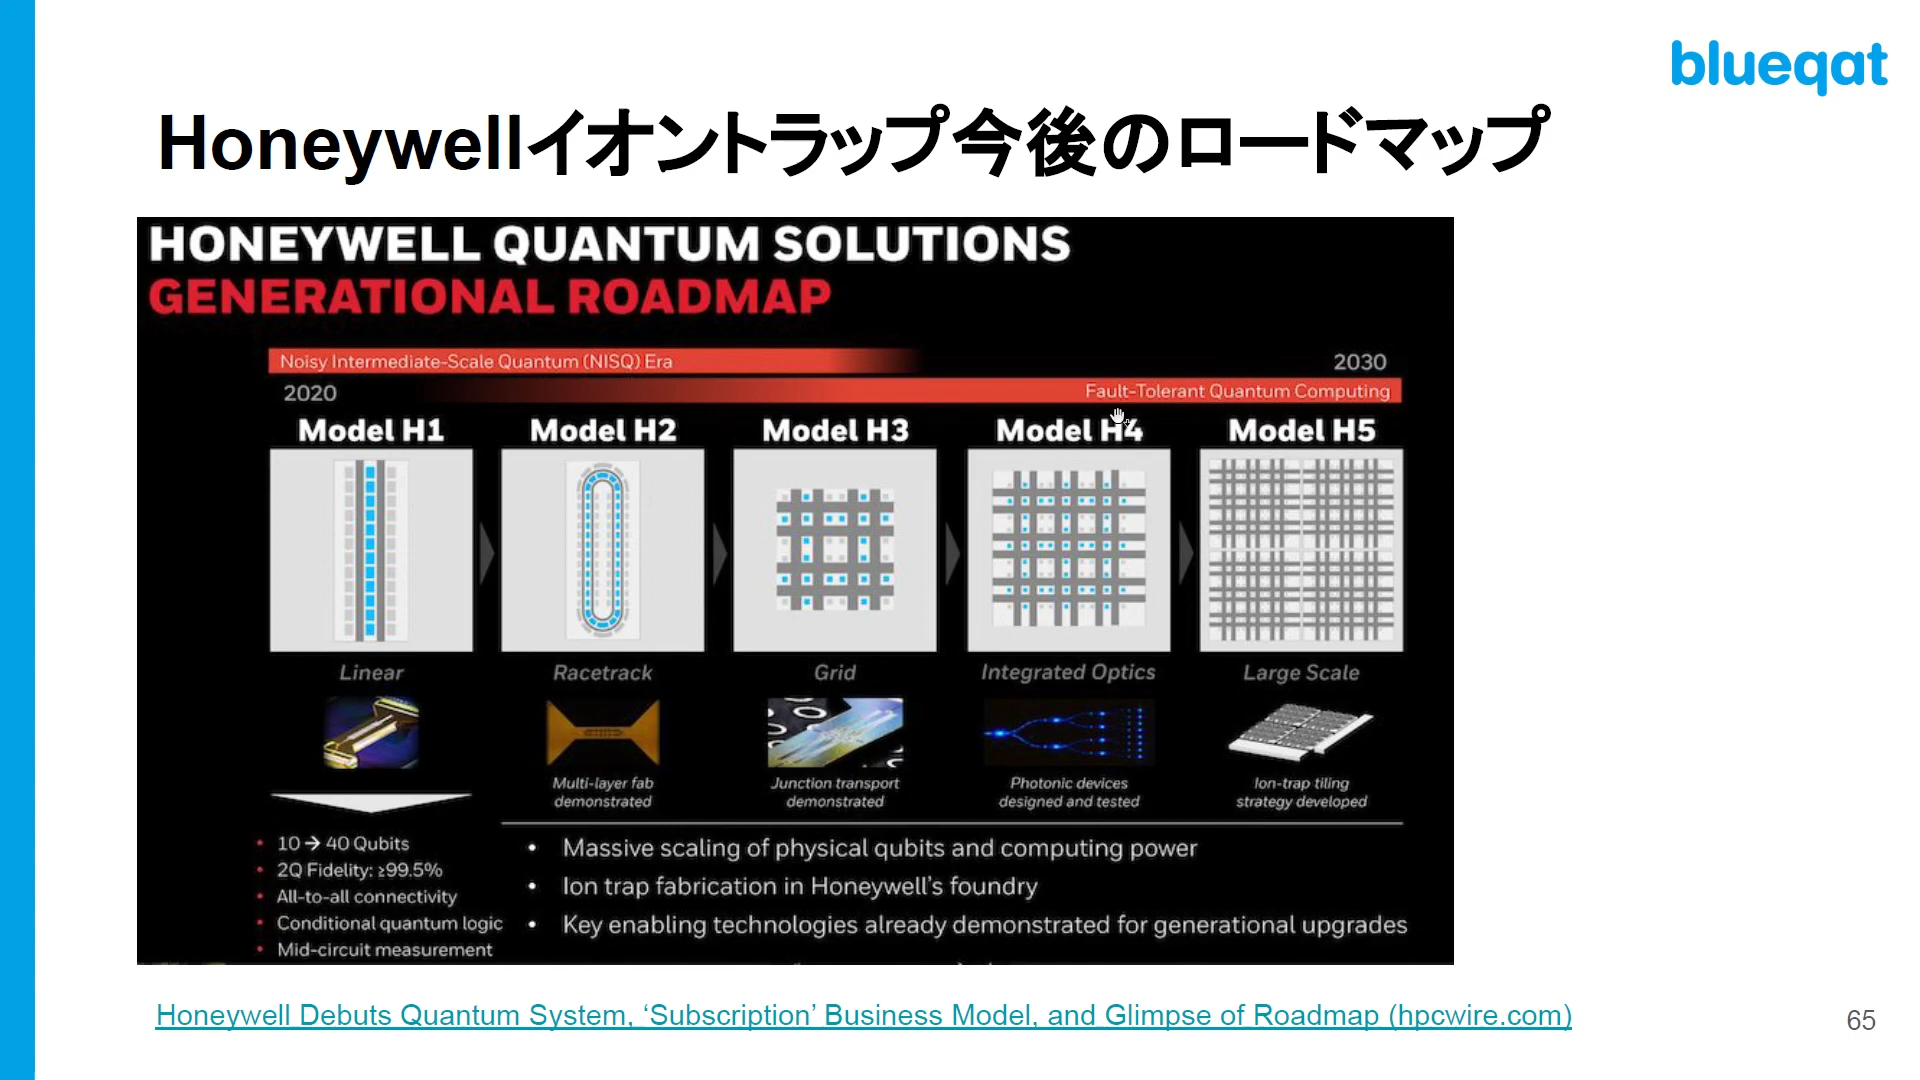 blueqat
Honeywellイオントラップ今後のロードマップ
HONEYWELL QUANTUM SOLUTIONS
GENERATIONAL ROADMAP
Noisy Intermediate-Scale Quantum (NISQ) Era
2030
2020
Fault-Tolerant Quantum Computing
Model H1
Model H2
Model H3
Model H4
Model H5
Linear
Racetrack
Grid
Integrated Optics
Large Scale
Multi-layer fab
demonstrated
Junction transport
demonstrated
Photonic devices
designed and tested
Ion-trap tiling
strategy developed
• 10 → 40 Qubits
• 2Q Fidelity: ≥99.5%
• All-to-all connectivity
• Conditional quantum logic
• Mid-circuit measurement
• Massive scaling of physical qubits and computing power
• Ion trap fabrication in Honeywell's foundry
• Key enabling technologies already demonstrated for generational upgrades
Honeywell Debuts Quantum System, ‘Subscription’ Business Model, and Glimpse of Roadmap (hpcwire.com)
65